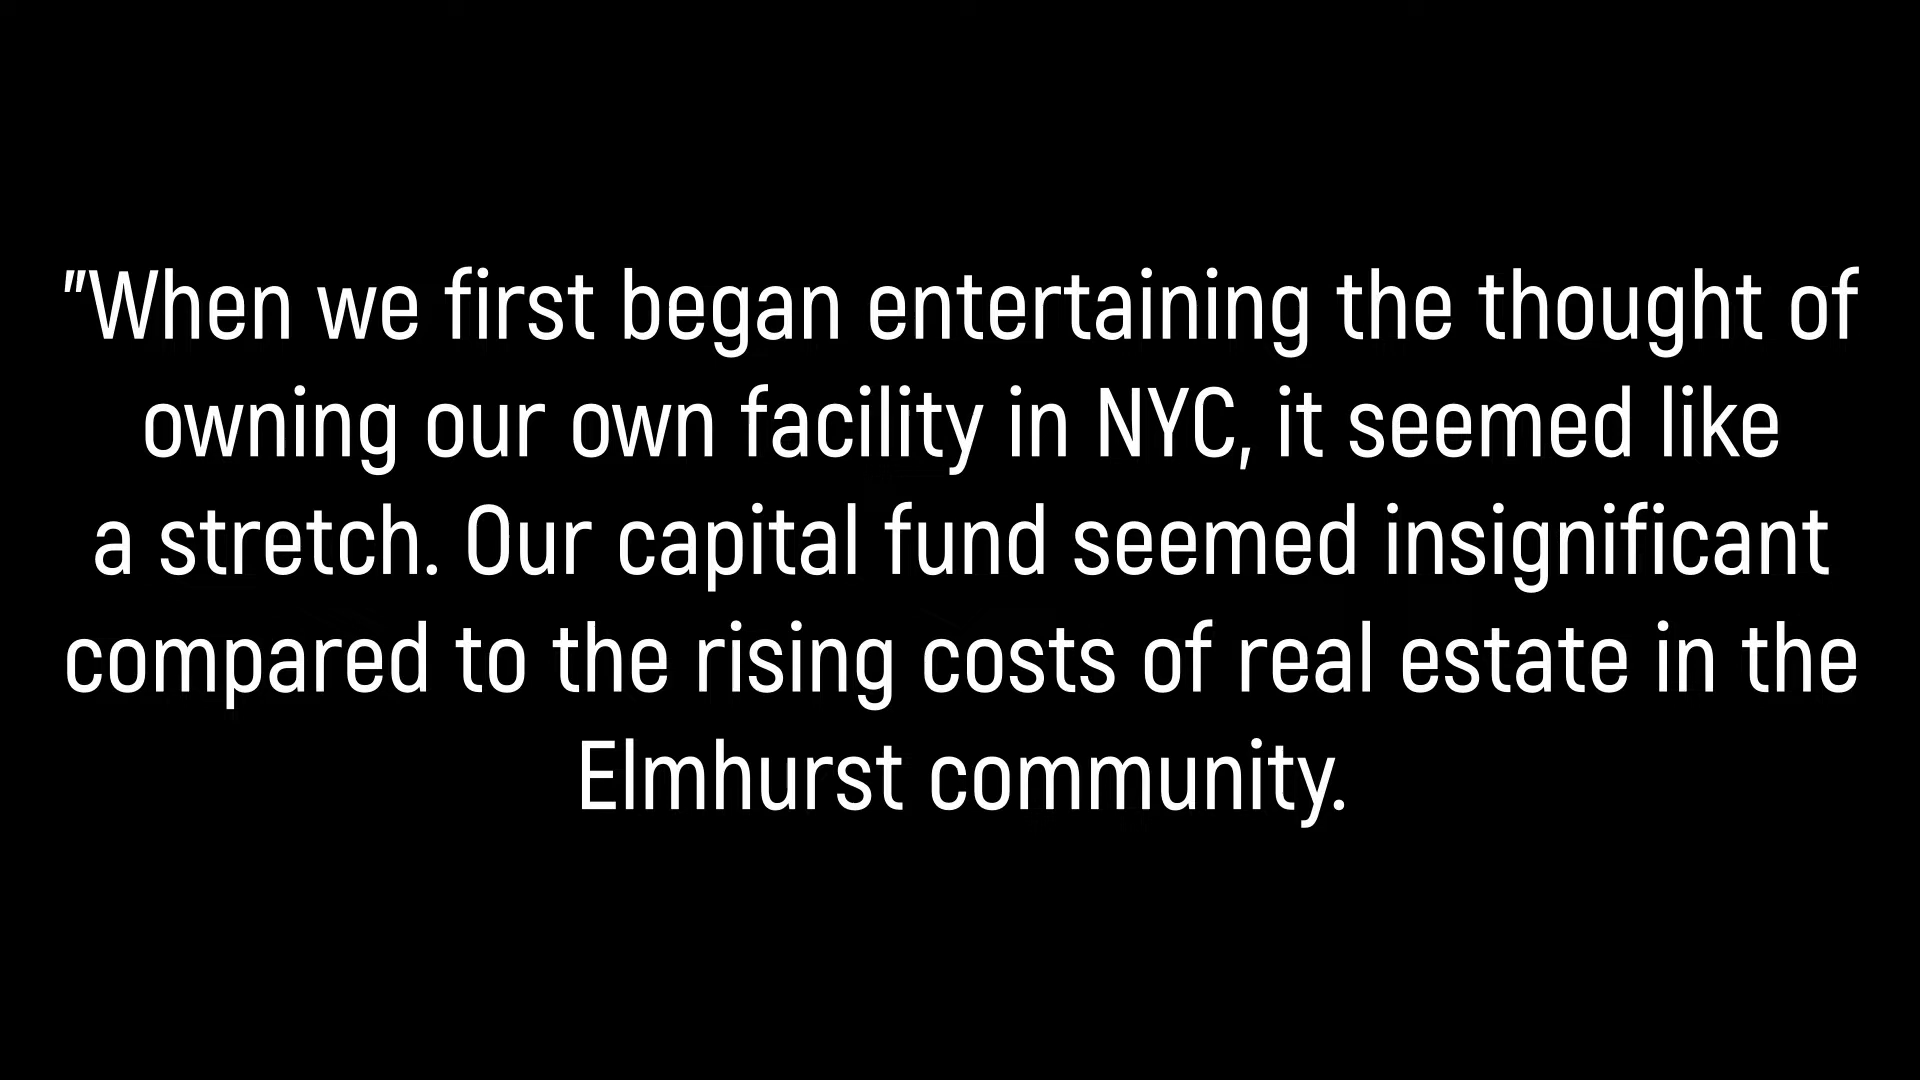 "When we first began entertaining the thought of
owning our own facility in NYC, it seemed like
a stretch. Our capital fund seemed insignificant
compared to the rising costs of real estate in the
Elmhurst community.